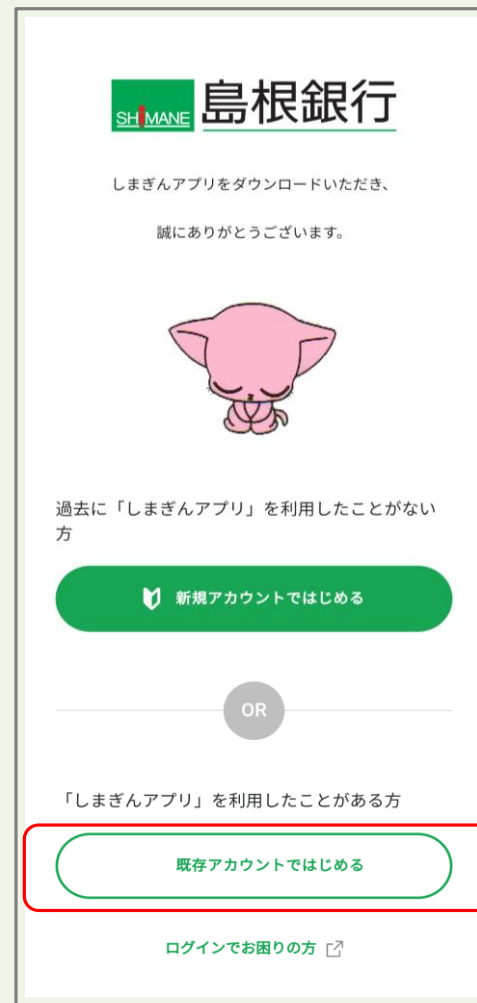 SHIMANE 島根銀行
しまぎんアプリをダウンロードいただき、
誠にありがとうございます。
過去に「しまぎんアプリ」を利用したことがない
方
新規アカウントではじめる
OR
「しまぎんアプリ」を利用したことがある方
既存アカウントではじめる
ログインでお困りの方